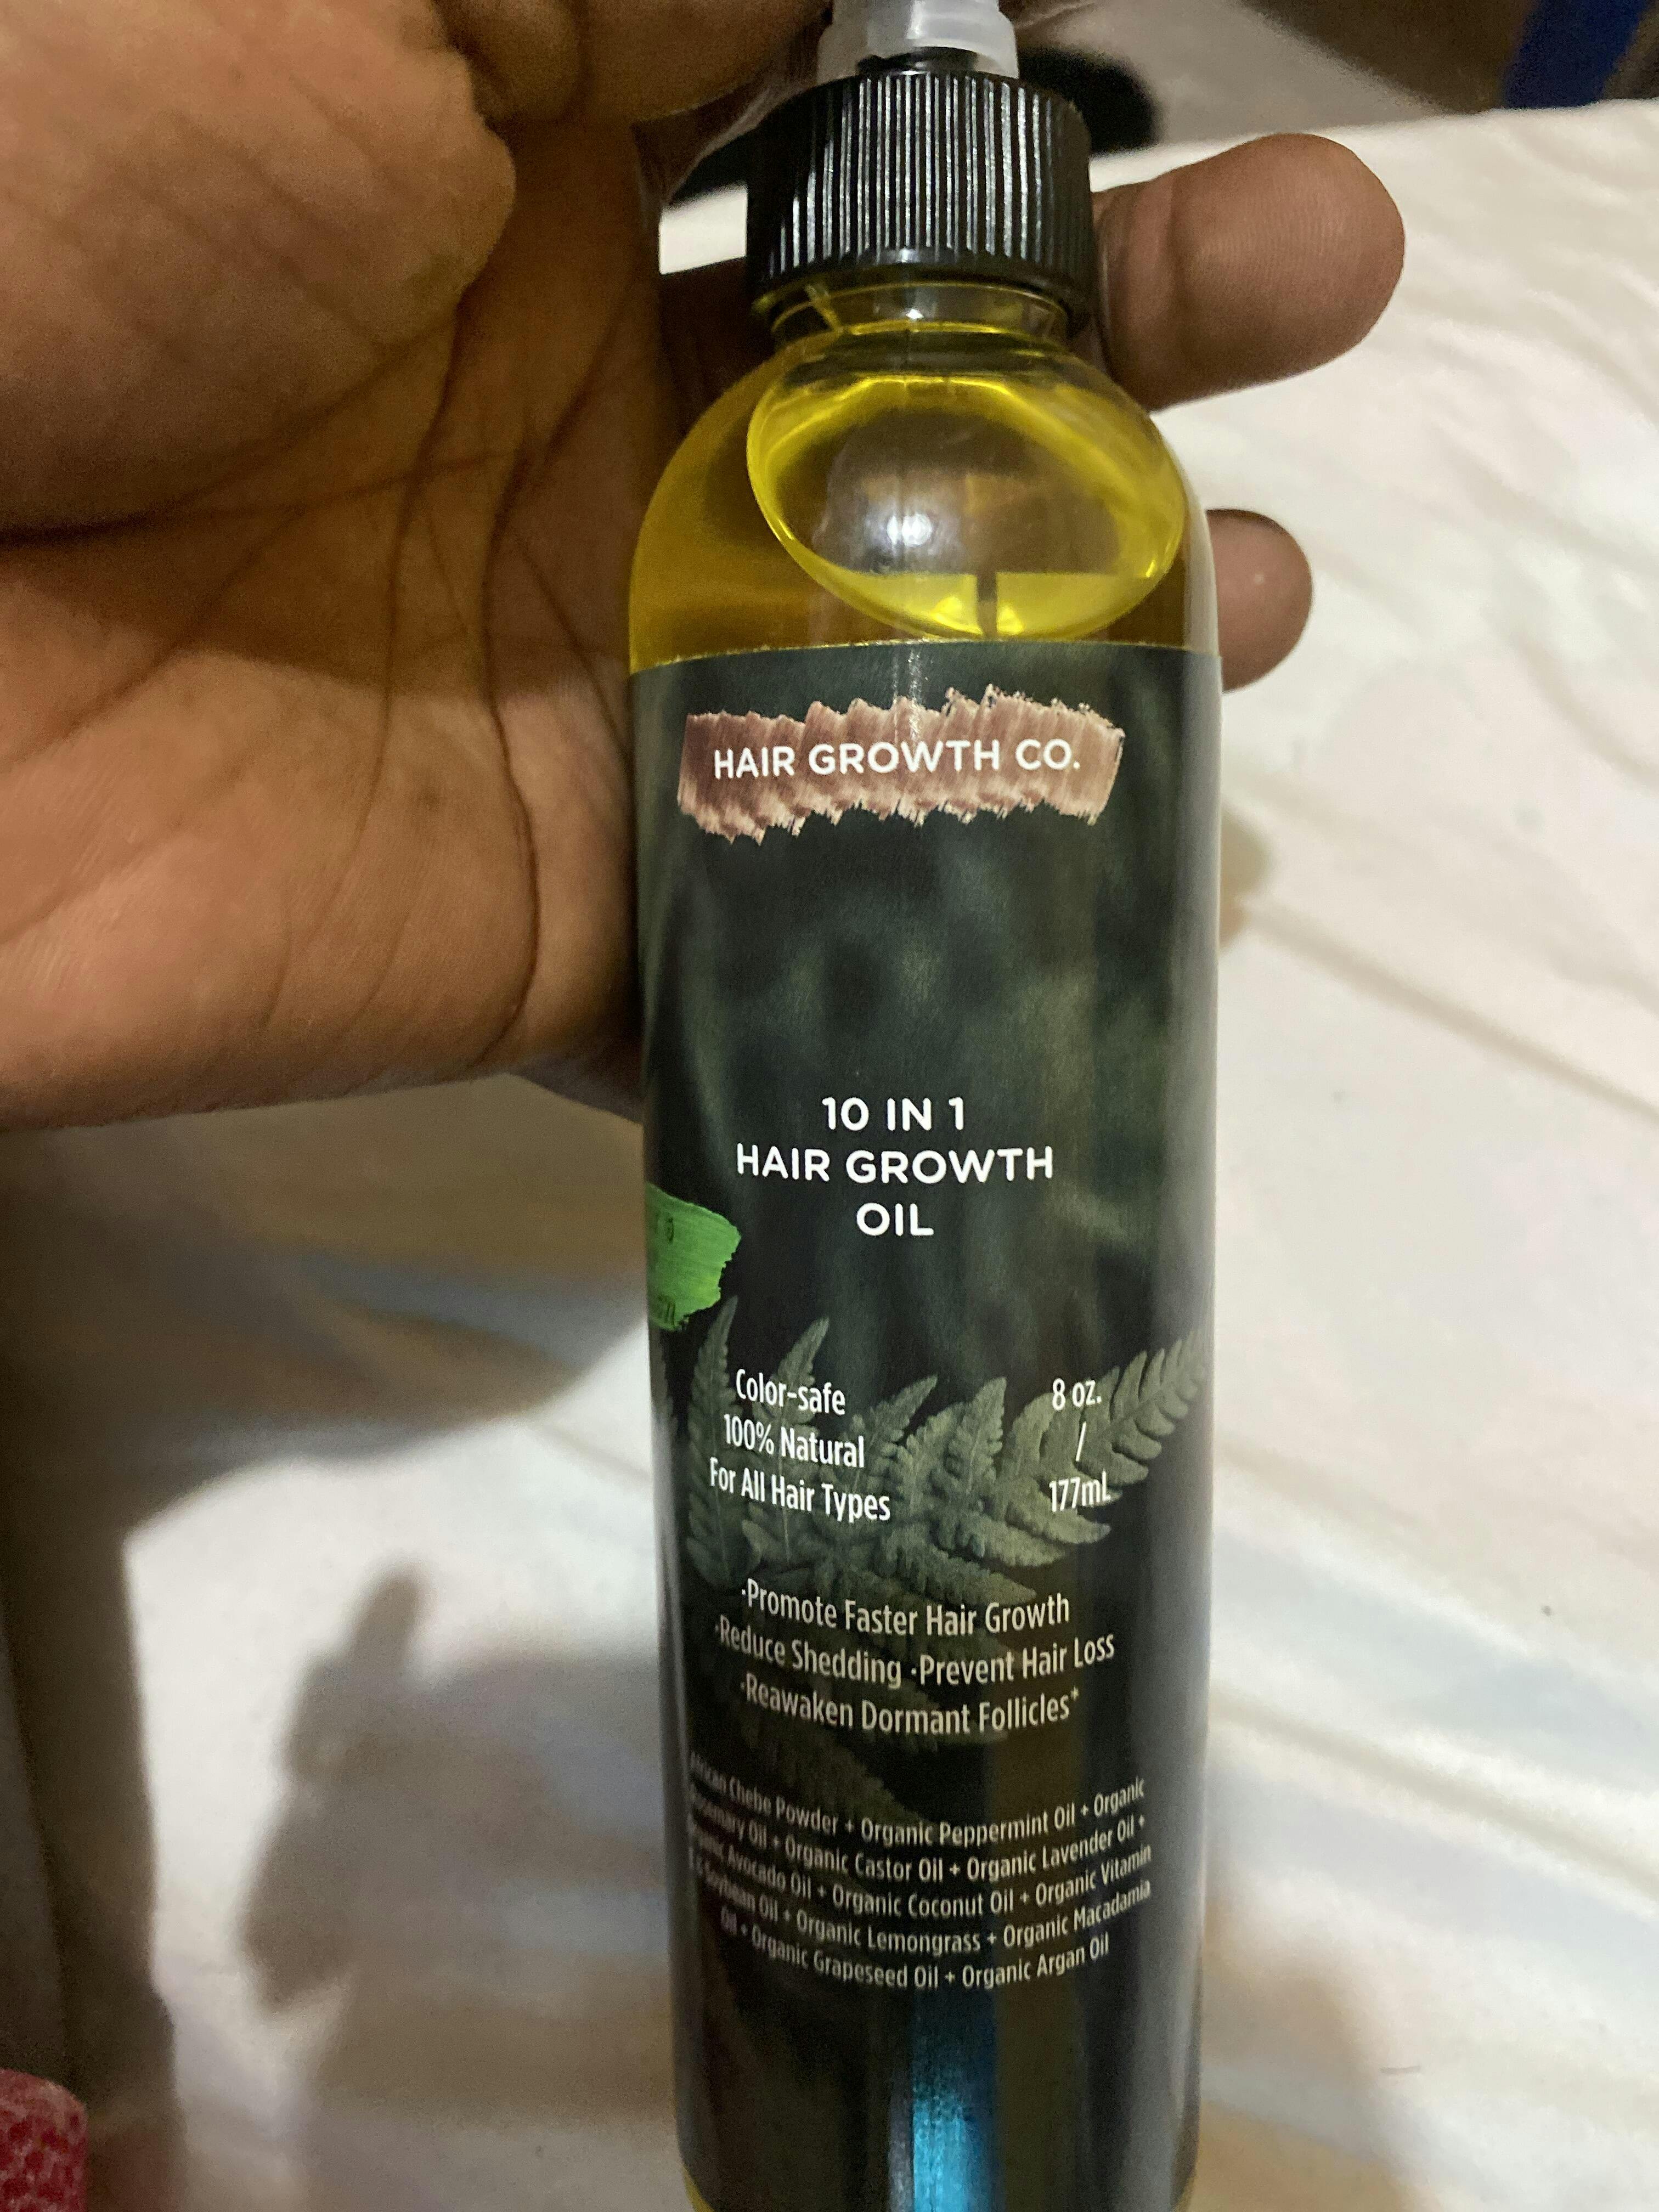 HAIR GROWTH CO.
10 IN 1
HAIR GROWTH
OIL
Color-safe
100% Natural
For All Hair Types
8 oz.
/
177mL
·Promote Faster Hair Growth
·Reduce Shedding ·Prevent Hair Loss
·Reawaken Dormant Follicles*
African Chebe Powder + Organic Peppermint Oil + Organic
Rosemary Oil + Organic Castor Oil + Organic Lavender Oil +
Organic Avocado Oil + Organic Coconut Oil + Organic Vitamin
Soybean Oil + Organic Lemongrass + Organic Macadamia
Oil + Organic Grapeseed Oil + Organic Argan Oil